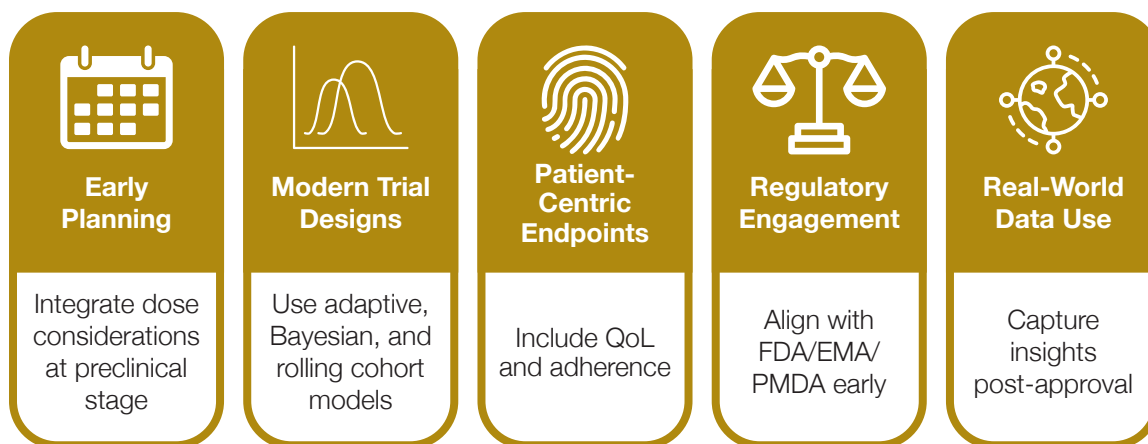 Early
Planning
Integrate dose
considerations
at preclinical
stage
Modern Trial
Designs
Use adaptive,
Bayesian, and
rolling cohort
models
Patient-
Centric
Endpoints
Include QoL
and adherence
Regulatory
Engagement
Align with
FDA/EMA/
PMDA early
Real-World
Data Use
Capture
insights
post-approval